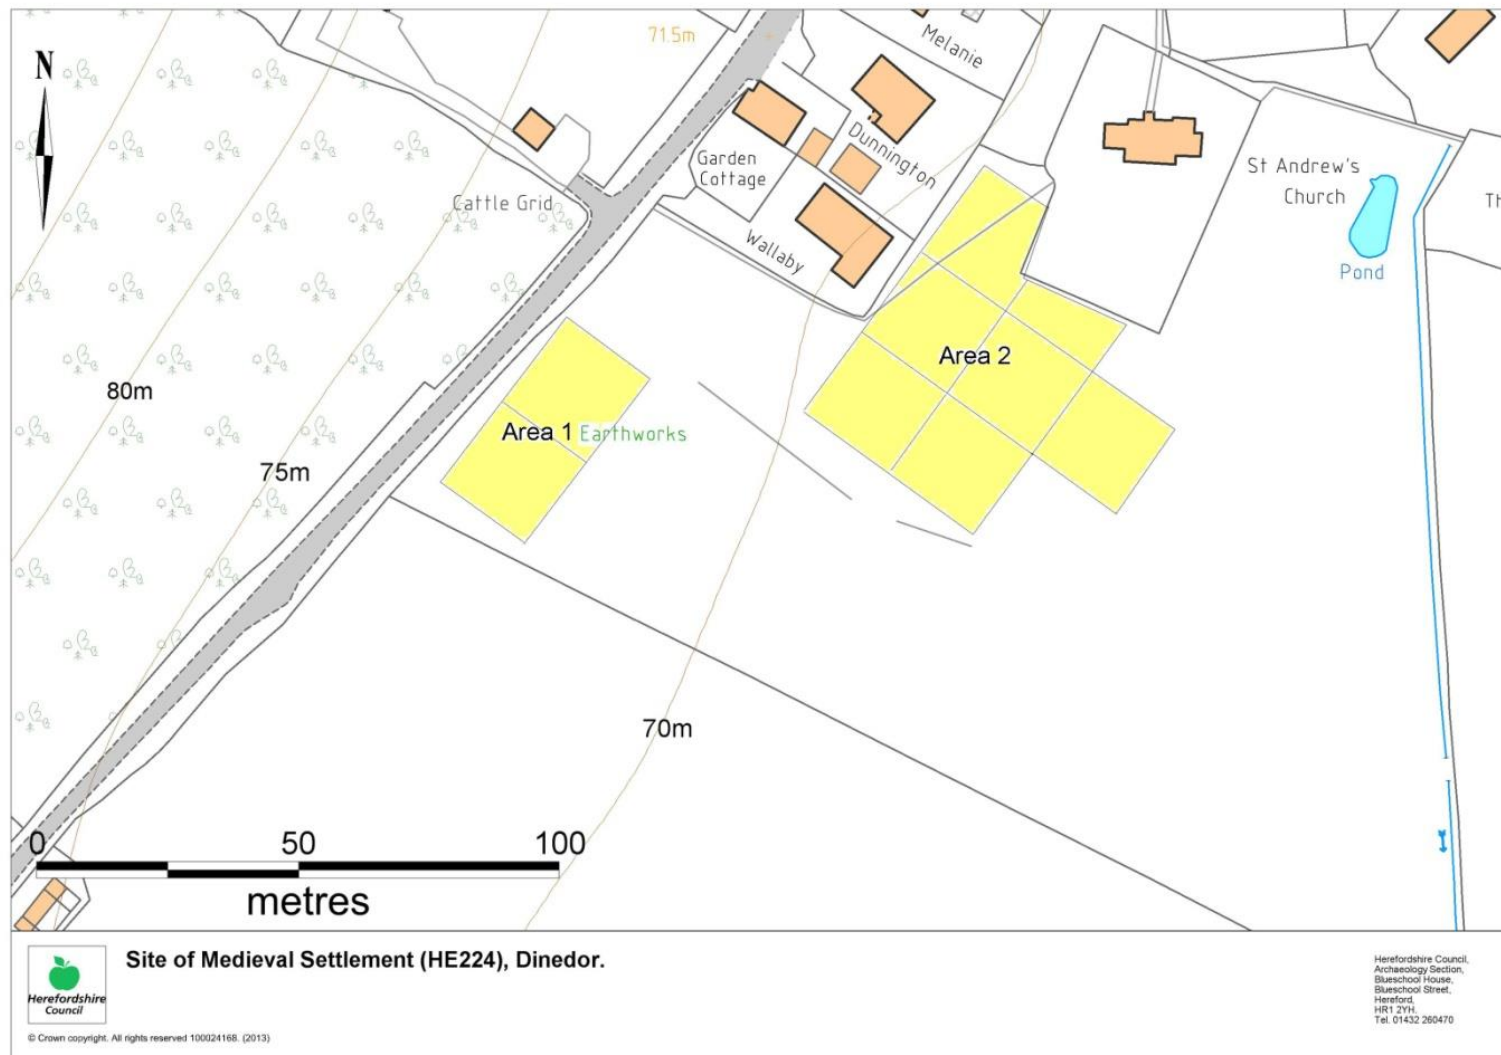 71.5m
Melanie
N
Dunnington
Garden
Cottage
St Andrew's
Church
Cattle Grid
Wallaby
Pond
Area 2
80m
Area 1 Earthworks
75m
70m
0 50 100
metres
Site of Medieval Settlement (HE224), Dinedor.
Herefordshire
Council
© Crown copyright. All rights reserved 100024168. (2013)
Herefordshire Council,
Archaeology Section,
Blueschool House,
Blueschool Street,
Hereford,
HR1 2YH.
Tel. 01432 260470